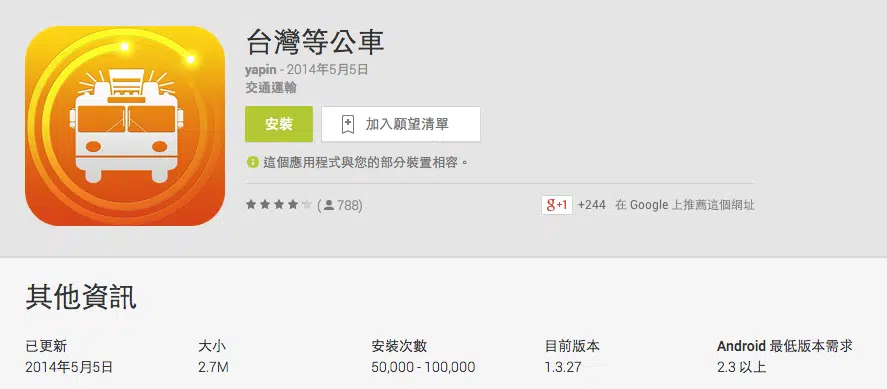 台灣等公車
yapin - 2014年5月5日
交通運輸
安裝
加入願望清單
這個應用程式與您的部分裝置相容。
(788)
g+1 +244 在 Google 上推薦這個網址
其他資訊
已更新 大小 安裝次數 目前版本 Android 最低版本需求
2014年5月5日 2.7M 50,000 - 100,000 1.3.27 2.3 以上